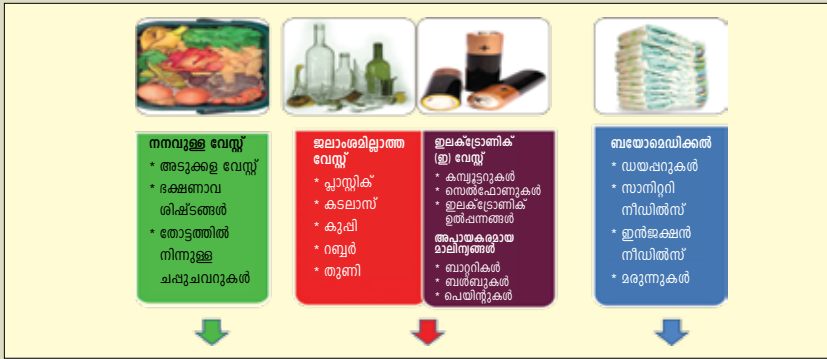 നനവുള്ള വേസ്റ്റ്
* അടുക്കള വേസ്റ്റ്
* ഭക്ഷണാവ
ശിഷ്ടങ്ങൾ
* തോട്ടത്തിൽ
നിന്നുള്ള
ചപ്പുചവറുകൾ
ജലാംശമില്ലാത്ത
വേസ്റ്റ്
* പ്ലാസ്റ്റിക്
* കടലാസ്
* കുപ്പി
* റബ്ബർ
* തുണി
ഇലക്ട്രോണിക്
(ഇ) വേസ്റ്റ്
* കമ്പ്യൂട്ടറുകൾ
* സെൽഫോണുകൾ
* ഇലക്ട്രോണിക്
ഉൽപ്പന്നങ്ങൾ
അപായകരമായ
മാലിന്യങ്ങൾ
* ബാറ്ററികൾ
* ബൾബുകൾ
* പെയിന്റുകൾ
ബയോമെഡിക്കൽ
* ഡയപ്പറുകൾ
* സാനിറ്ററി
നീഡിൽസ്
* ഇൻജക്ഷൻ
നീഡിൽസ്
* മരുന്നുകൾ